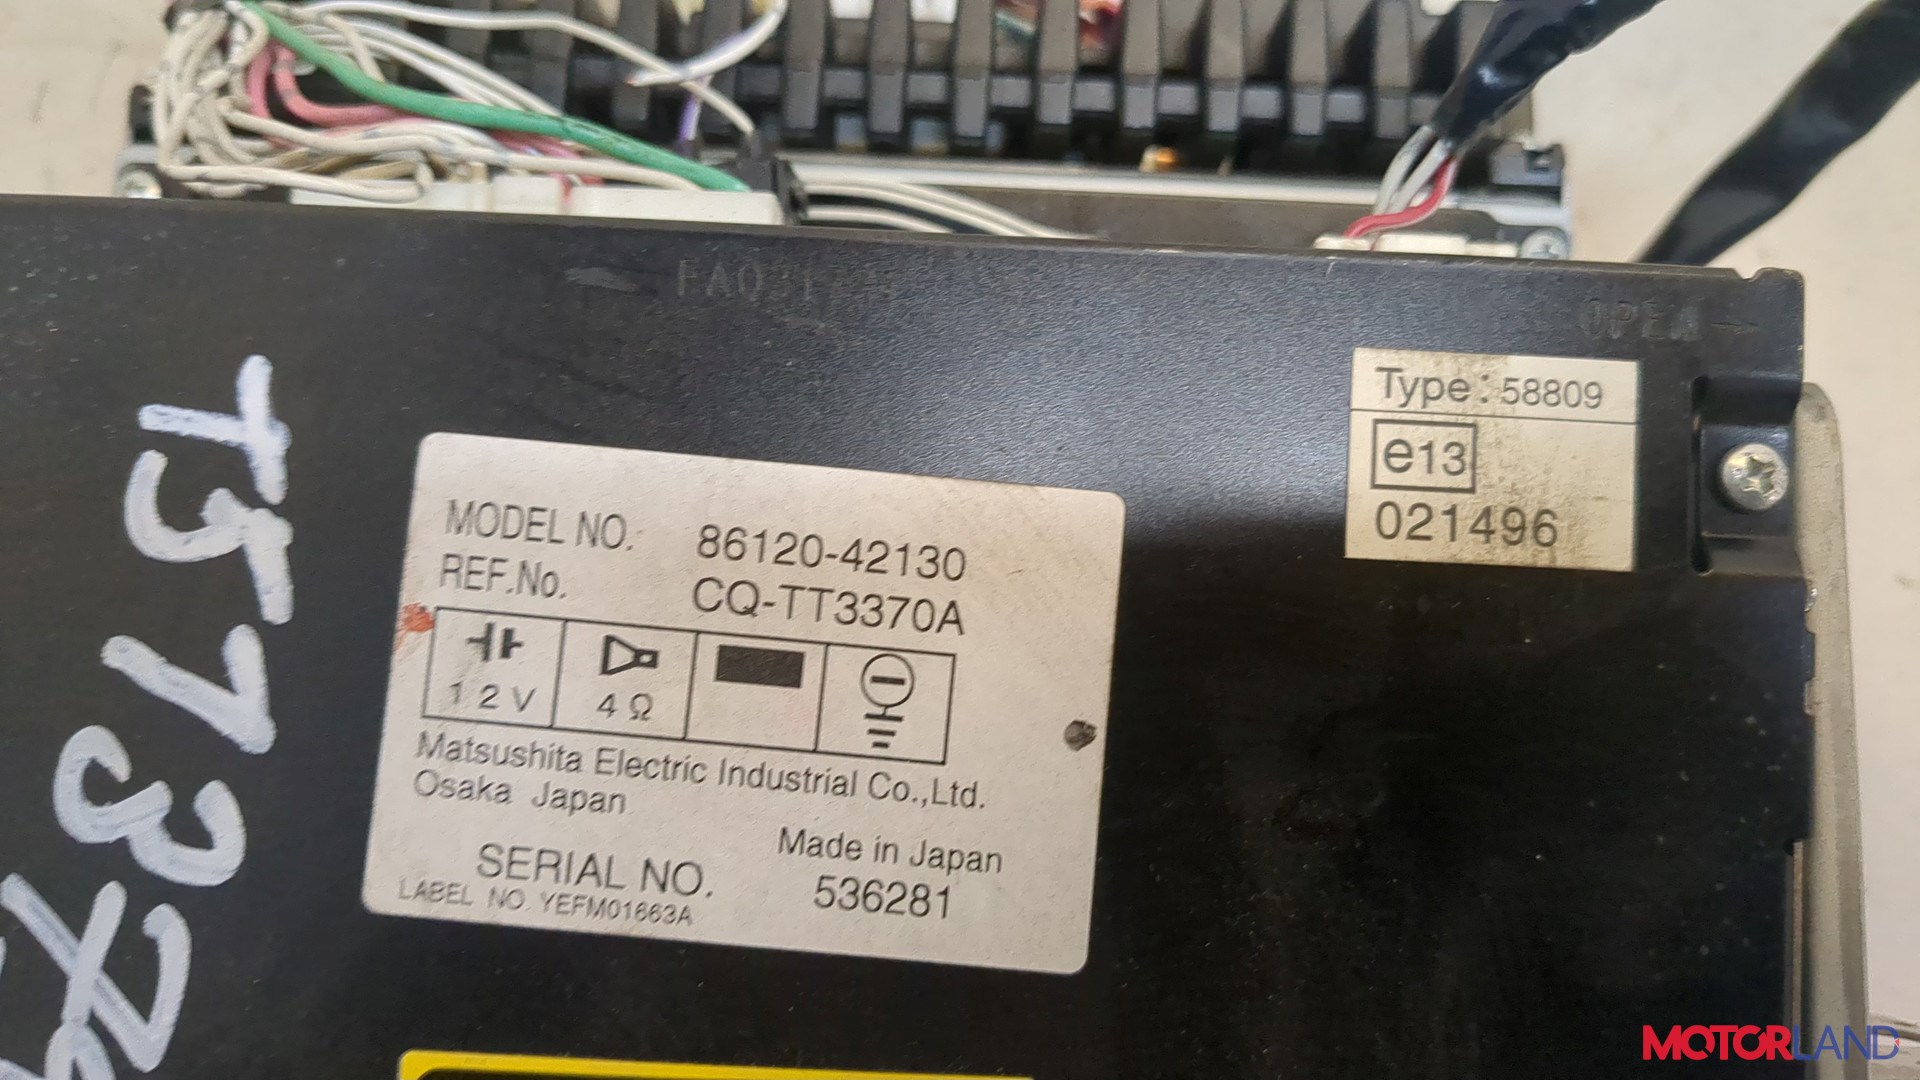 OPEN →
Type: 58809
e13
021496
MODEL NO. 86120-42130
REF.No. CQ-TT3370A
12V 4Ω
Matsushita Electric Industrial Co.,Ltd.
Osaka Japan
Made in Japan
SERIAL NO. 536281
LABEL NO. YEFM01663A
MOTORLAND